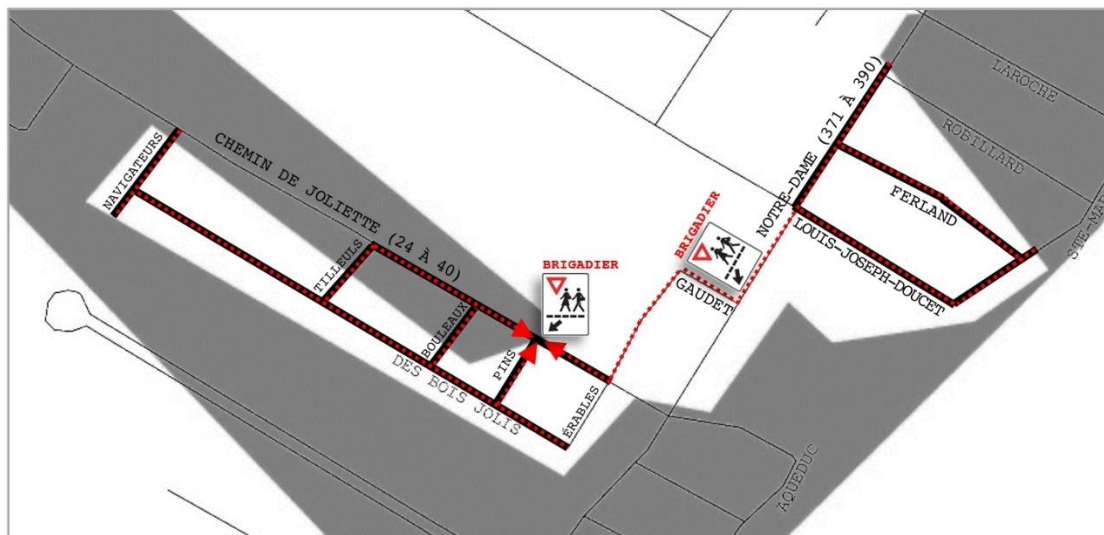 LAROCHE
ROBILLARD
NOTRE-DAME (371 À 390)
FERLAND
STE-MAR
LOUIS-JOSEPH-DOUCET
NAVIGATEURS
CHEMIN DE JOLIETTE (24 À 40)
BRIGADIER
GAUDET
TILLEULS
BRIGADIER
BOULEAUX
PINS
DES BOIS JOLIS
ÉRABLES
AQUEDUC